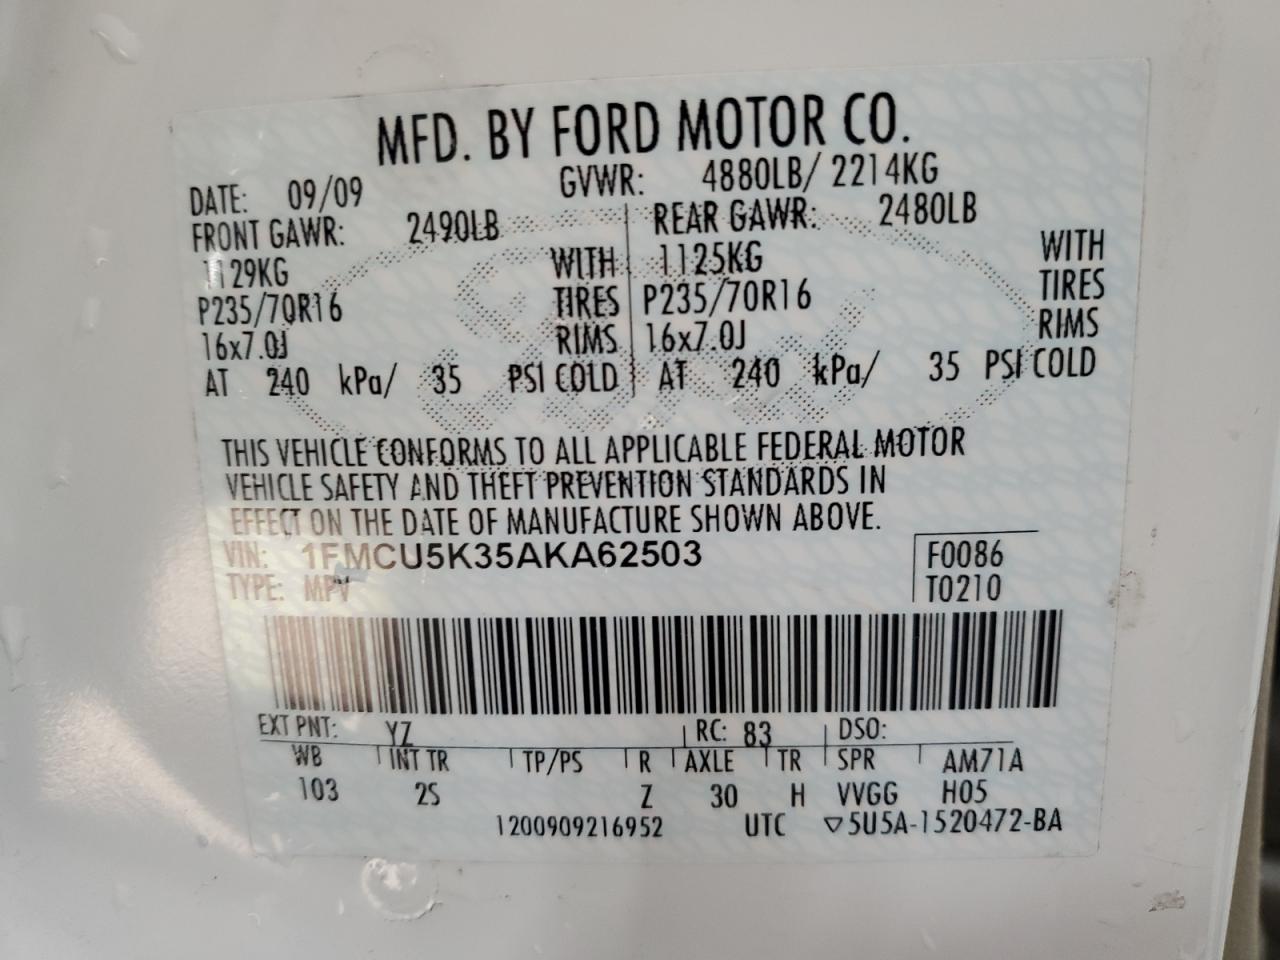 MFD. BY FORD MOTOR CO.
DATE: 09/09 GVWR: 4880LB/ 2214KG
FRONT GAWR: 2490LB REAR GAWR: 2480LB
1129KG WITH 1125KG WITH
P235/70R16 TIRES P235/70R16 TIRES
16x7.0J RIMS 16x7.0J RIMS
AT 240 kPa/ 35 PSI COLD AT 240 kPa/ 35 PSI COLD
THIS VEHICLE CONFORMS TO ALL APPLICABLE FEDERAL MOTOR
VEHICLE SAFETY AND THEFT PREVENTION STANDARDS IN
EFFECT ON THE DATE OF MANUFACTURE SHOWN ABOVE.
VIN: 1FMCU5K35AKA62503 F0086
TYPE: MPV T0210
EXT PNT: YZ RC: 83 DSO:
WB INT TR TP/PS R AXLE TR SPR AM71A
103 2S Z 30 H VVGG H05
1200909216952 UTC ▽5U5A-1520472-BA